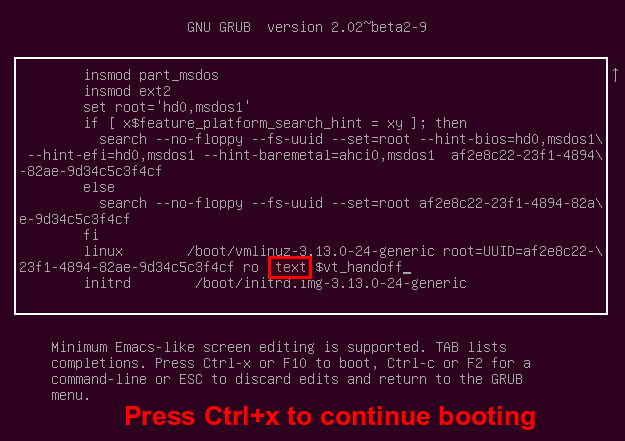 GNU GRUB  version 2.02~beta2-9
insmod part_msdos
insmod ext2
set root='hd0,msdos1'
if [ x$feature_platform_search_hint = xy ]; then
search --no-floppy --fs-uuid --set=root --hint-bios=hd0,msdos1\
--hint-efi=hd0,msdos1 --hint-baremetal=ahci0,msdos1  af2e8c22-23f1-4894\
-82ae-9d34c5c3f4cf
else
search --no-floppy --fs-uuid --set=root af2e8c22-23f1-4894-82a\
e-9d34c5c3f4cf
fi
linux        /boot/vmlinuz-3.13.0-24-generic root=UUID=af2e8c22-\
23f1-4894-82ae-9d34c5c3f4cf ro  text $vt_handoff_
initrd        /boot/initrd.img-3.13.0-24-generic
↑
Minimum Emacs-like screen editing is supported. TAB lists
completions. Press Ctrl-x or F10 to boot, Ctrl-c or F2 for a
command-line or ESC to discard edits and return to the GRUB
menu.
Press Ctrl+x to continue booting